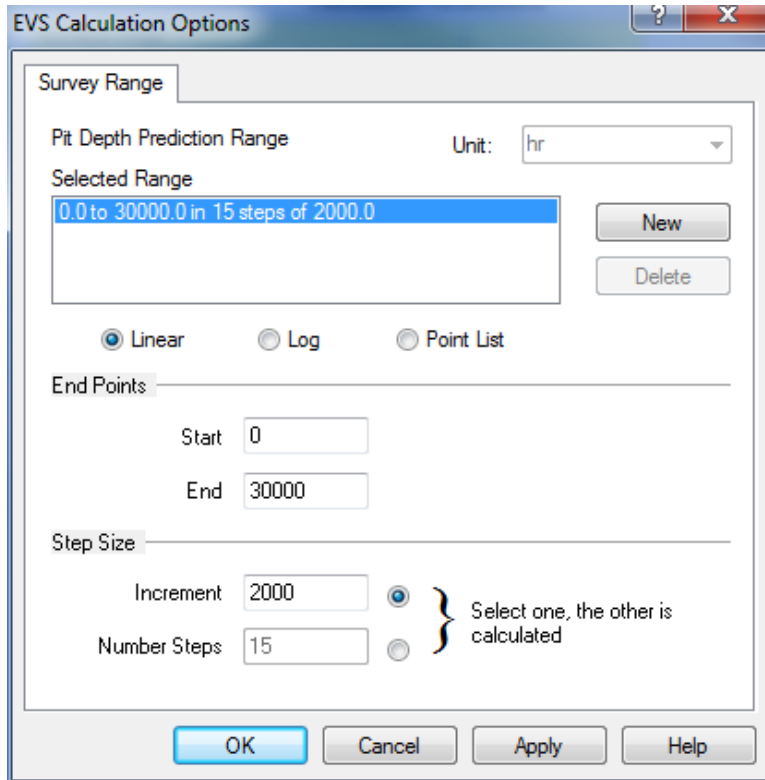 EVS Calculation Options
?
X
Survey Range
Pit Depth Prediction Range
Unit: hr
Selected Range
0.0 to 30000.0 in 15 steps of 2000.0
New
Delete
Linear Log Point List
End Points
Start 0
End 30000
Step Size
Increment 2000
Number Steps 15
} Select one, the other is
calculated
OK Cancel Apply Help